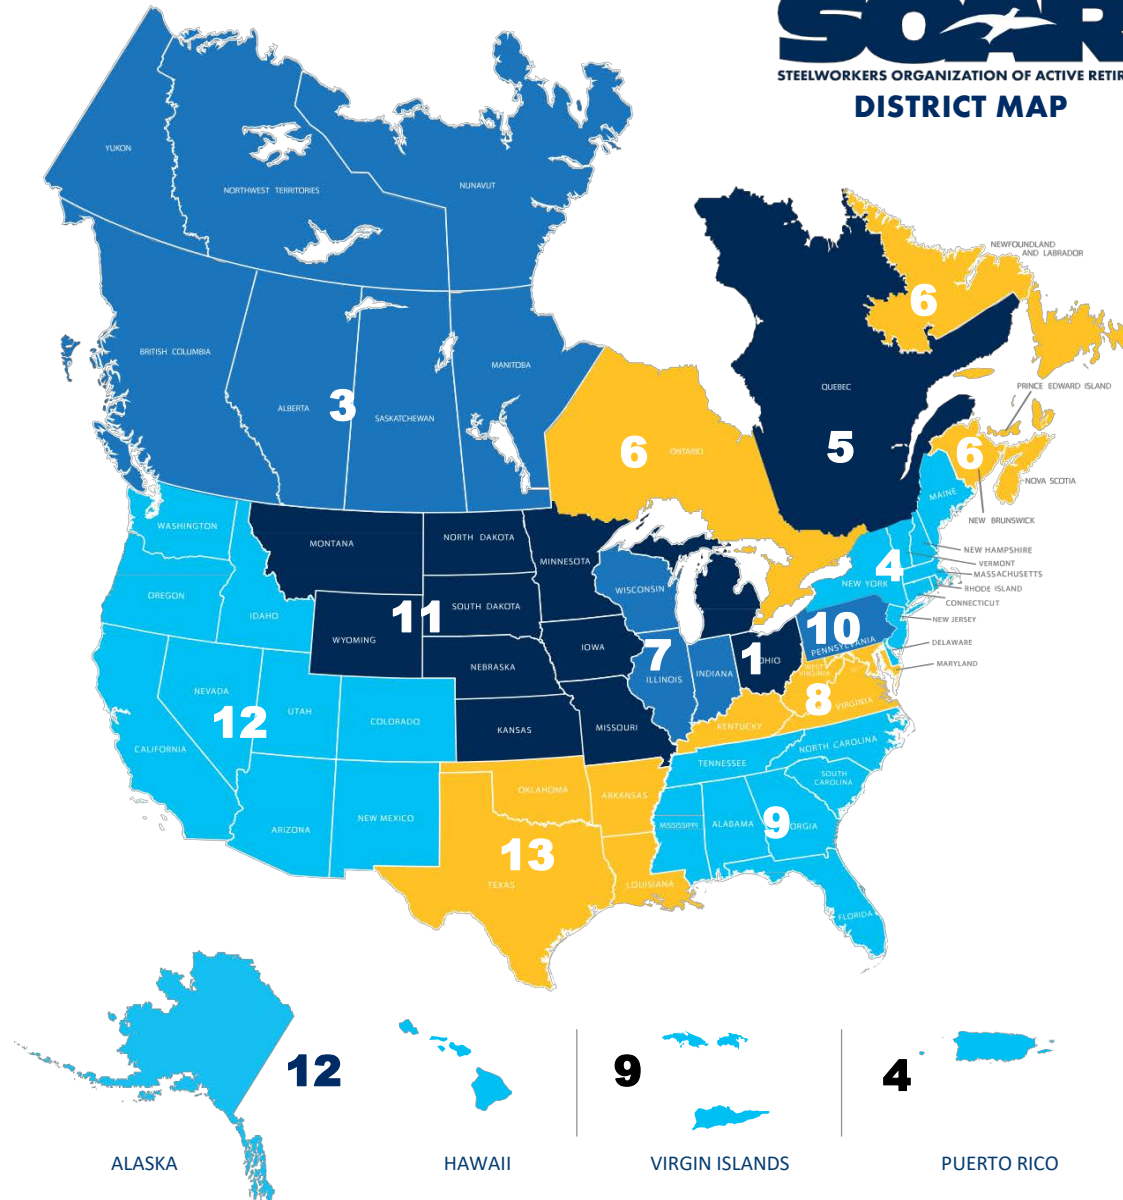 SOAR
STEELWORKERS ORGANIZATION OF ACTIVE RETIR
DISTRICT MAP
YUKON
NORTHWEST TERRITORIES
NUNAVUT
NEWFOUNDLAND
AND LABRADOR
6
BRITISH COLUMBIA
MANITOBA
QUEBEC
PRINCE EDWARD ISLAND
ALBERTA
3
SASKATCHEWAN
6
ONTARIO
5
6
NOVA SCOTIA
MAINE
NEW BRUNSWICK
WASHINGTON
MONTANA
NORTH DAKOTA
MINNESOTA
NEW HAMPSHIRE
VERMONT
4
MASSACHUSETTS
NEW YORK
WISCONSIN
RHODE ISLAND
OREGON
IDAHO
SOUTH DAKOTA
CONNECTICUT
11
NEW JERSEY
10
PENNSYLVANIA
WYOMING
IOWA
DELAWARE
7
1
OHIO
MARYLAND
NEBRASKA
ILLINOIS
INDIANA
WEST
VIRGINIA
NEVADA
UTAH
COLORADO
8
VIRGINIA
12
KANSAS
MISSOURI
KENTUCKY
CALIFORNIA
TENNESSEE
NORTH CAROLINA
SOUTH
CAROLINA
OKLAHOMA
ARKANSAS
NEW MEXICO
ARIZONA
MISSISSIPPI
ALABAMA
9
ORGIA
13
TEXAS
LOUISIANA
FLORIDA
12
9
4
ALASKA
HAWAII
VIRGIN ISLANDS
PUERTO RICO